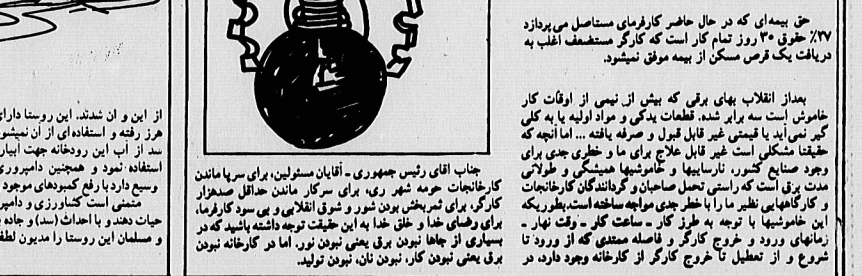 حق بیمه‌ای که در حال حاضر کارفرمای مستاصل می‌پردازد
۲۷٪ حقوق ۳۵ روز تمام کار است که کارگر مستضعف اغلب به
دریافت یک قرص مسکن از بیمه موفق نمیشود.
بعداز انقلاب بهای برقی که بیش از نیمی از اوقات کار
خاموش است سه برابر شده. قطعات یدکی و مواد اولیه یا به کلی
گیر نمی‌آید یا قیمتی غیر قابل قبول و صرفه یافته ... اما آنچه که
حقیقتا مشکلی است غیر قابل علاج برای ما و خطری جدی برای
وجود صنایع کشور، نارسایبها و خاموشیها همیشگی و طولانی
مدت برق است که راستی تحمل صاحبان و گردانندگان کارخانجات
و کارگاههایی نظیر ما را با خطر جدی مواجه ساخته است. بطوریکه
این خاموشیها با توجه به طرز کار ـ ساعت کار ـ وقت نهار ـ
زمانهای ورود و خروج کارگر و فاصله ممتدی که از ورود تا
شروع و از تعطیل تا خروج کارگر از کارخانه وجود دارد، در
جناب اقای رئیس جمهوری ـ آقایان مسئولین، برای سرپا ماندن
کارخانجات حومه شهر ری، برای سرکار ماندن حداقل صدهزار
کارگر، برای ثمربخش بودن شور و شوق انقلابی و بی سود کارفرما،
برای رضای خدا و خلق خدا به این حقیقت توجه داشته باشید که در
بسیاری از جاها نبودن برق یعنی نبودن نور. اما در کارخانه نبودن
برق یعنی نبودن کار، نبودن نان، نبودن تولید.
از این و ان شدند. این روستا دارای
هرز رفته و استفاده‌ای از آن نمیشو
سد از آب این رودخانه جهت آبیار
استفاده نمود و همچنین دامپروری
وسیع دارد با رفع کمبودهای موجود
متمنی است کشاورزی و دامپر
حیات دهند و با احداث (سد) و جاده
و مسلمان این روستا را مدیون لطف